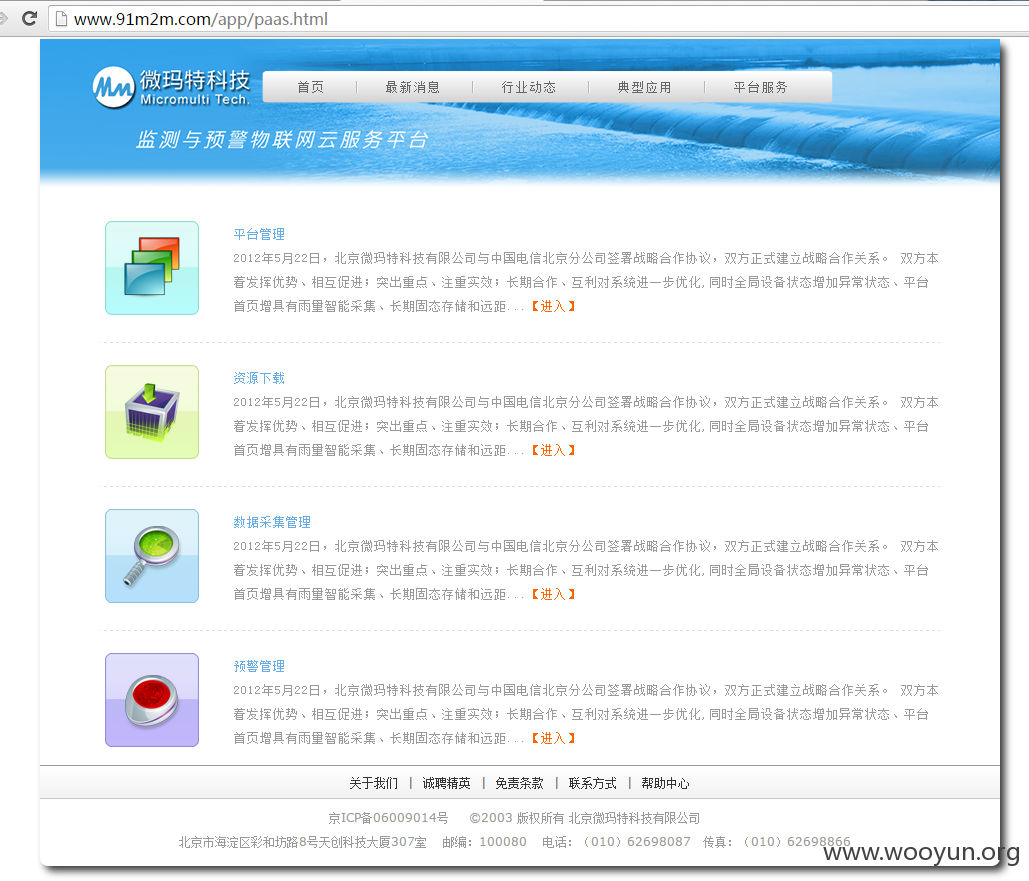 www.91m2m.com/app/paas.html
Mm 微玛特科技
Micromulti Tech.
首页 最新消息 行业动态 典型应用 平台服务
监测与预警物联网云服务平台
平台管理
2012年5月22日，北京微玛特科技有限公司与中国电信北京分公司签署战略合作协议，双方正式建立战略合作关系。 双方本
着发挥优势、相互促进；突出重点、注重实效；长期合作、互利对系统进一步优化,同时全局设备状态增加异常状态、平台
首页增具有雨量智能采集、长期固态存储和远距...【进入】
资源下载
2012年5月22日，北京微玛特科技有限公司与中国电信北京分公司签署战略合作协议，双方正式建立战略合作关系。 双方本
着发挥优势、相互促进；突出重点、注重实效；长期合作、互利对系统进一步优化,同时全局设备状态增加异常状态、平台
首页增具有雨量智能采集、长期固态存储和远距...【进入】
数据采集管理
2012年5月22日，北京微玛特科技有限公司与中国电信北京分公司签署战略合作协议，双方正式建立战略合作关系。 双方本
着发挥优势、相互促进；突出重点、注重实效；长期合作、互利对系统进一步优化,同时全局设备状态增加异常状态、平台
首页增具有雨量智能采集、长期固态存储和远距...【进入】
预警管理
2012年5月22日，北京微玛特科技有限公司与中国电信北京分公司签署战略合作协议，双方正式建立战略合作关系。 双方本
着发挥优势、相互促进；突出重点、注重实效；长期合作、互利对系统进一步优化,同时全局设备状态增加异常状态、平台
首页增具有雨量智能采集、长期固态存储和远距...【进入】
关于我们 | 诚聘精英 | 免责条款 | 联系方式 | 帮助中心
京ICP备06009014号 ©2003 版权所有 北京微玛特科技有限公司
北京市海淀区彩和坊路8号天创科技大厦307室 邮编：100080 电话：（010）62698087 传真：（010）62698866
www.wooyun.org